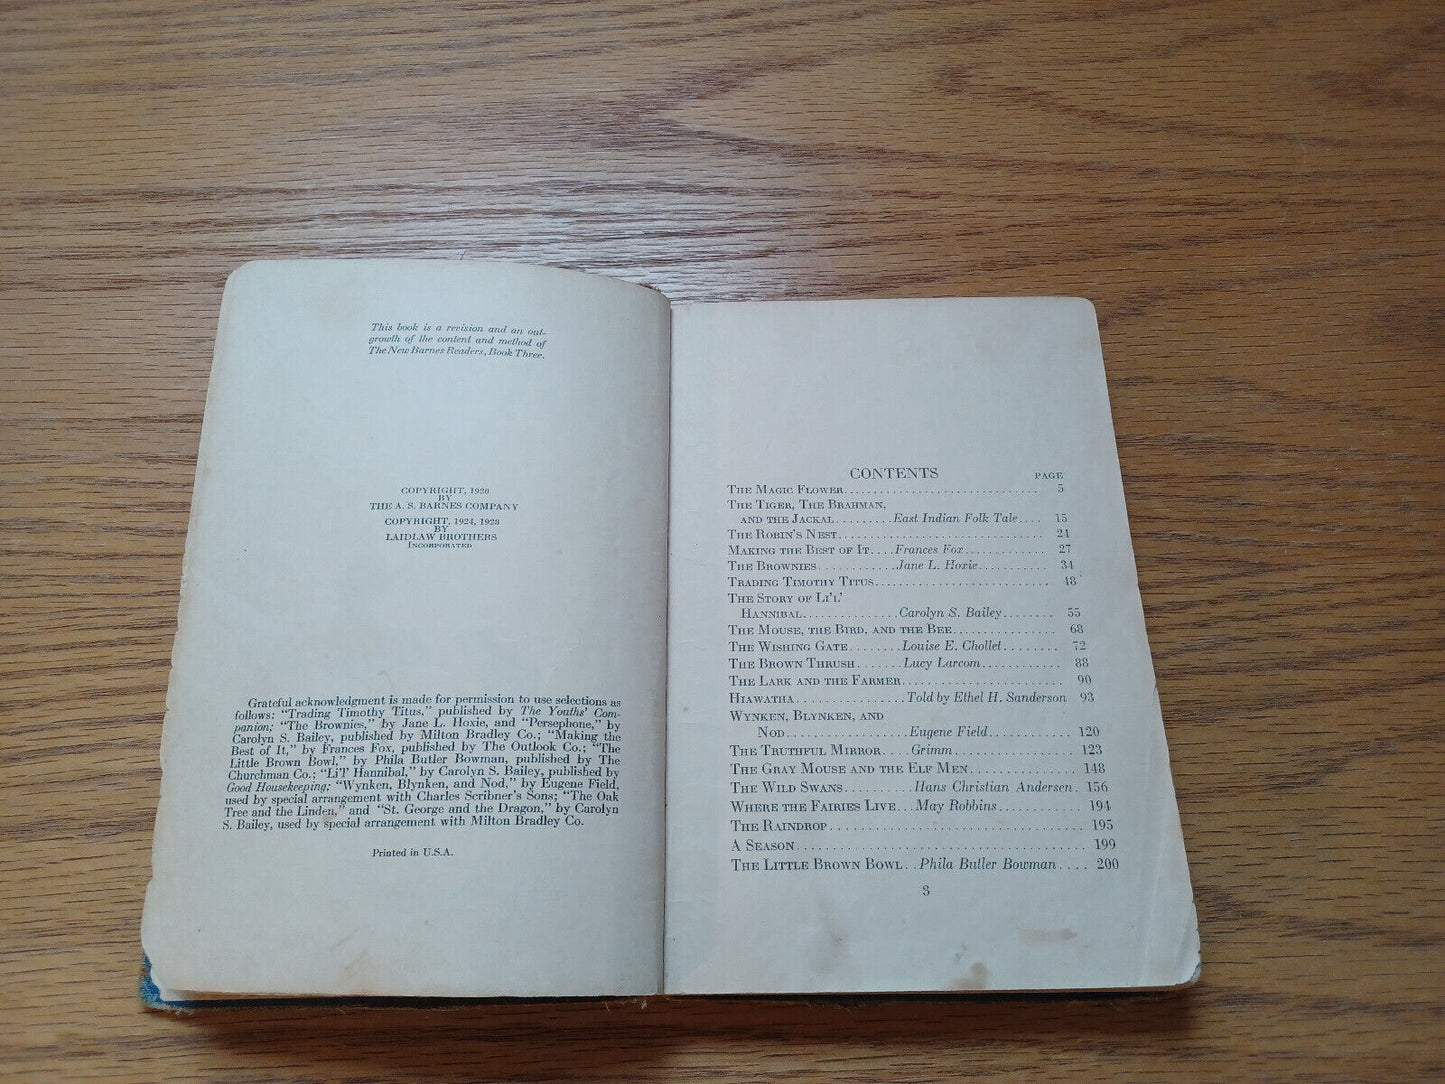 This book is a revision and an out-
growth of the content and method of
The New Barnes Readers, Book Three.
COPYRIGHT, 1920
BY
THE A. S. BARNES COMPANY
COPYRIGHT, 1924, 1928
BY
LAIDLAW BROTHERS
INCORPORATED
Grateful acknowledgment is made for permission to use selections as
follows: "Trading Timothy Titus," published by The Youths' Com-
panion; "The Brownies," by Jane L. Hoxie, and "Persephone," by
Carolyn S. Bailey, published by Milton Bradley Co.; "Making the
Best of It," by Frances Fox, published by The Outlook Co.; "The
Little Brown Bowl," by Phila Butler Bowman, published by The
Churchman Co.; "Li'l' Hannibal," by Carolyn S. Bailey, published by
Good Housekeeping; "Wynken, Blynken, and Nod," by Eugene Field,
used by special arrangement with Charles Scribner's Sons; "The Oak
Tree and the Linden," and "St. George and the Dragon," by Carolyn
S. Bailey, used by special arrangement with Milton Bradley Co.
Printed in U.S.A.
CONTENTS PAGE
THE MAGIC FLOWER 5
THE TIGER, THE BRAHMAN,
AND THE JACKAL East Indian Folk Tale 15
THE ROBIN'S NEST 24
MAKING THE BEST OF IT Frances Fox 27
THE BROWNIES Jane L. Hoxie 34
TRADING TIMOTHY TITUS 48
THE STORY OF LI'L'
HANNIBAL Carolyn S. Bailey 55
THE MOUSE, THE BIRD, AND THE BEE 68
THE WISHING GATE Louise E. Chollet 72
THE BROWN THRUSH Lucy Larcom 88
THE LARK AND THE FARMER 90
HIAWATHA Told by Ethel H. Sanderson 93
WYNKEN, BLYNKEN, AND
NOD Eugene Field 120
THE TRUTHFUL MIRROR Grimm 123
THE GRAY MOUSE AND THE ELF MEN 148
THE WILD SWANS Hans Christian Andersen 156
WHERE THE FAIRIES LIVE May Robbins 194
THE RAINDROP 195
A SEASON 199
THE LITTLE BROWN BOWL Phila Butler Bowman 200
3